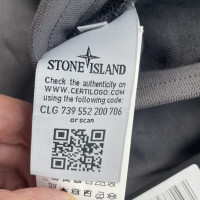 STONE ISLAND
Check the authenticity on
WWW.CERTILOGO.COM
using the following code:
CLG 739 552 200 706
or scan